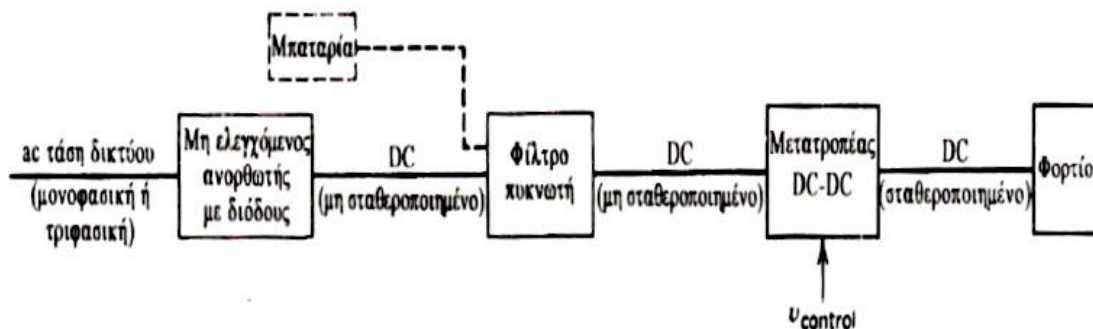 Μπαταρία
ac τάση δικτύου
(μονοφασική ή
τριφασική)
Μη ελεγχόμενος
ανορθωτής
με διόδους
DC
(μη σταθεροποιημένο)
Φίλτρο
πυκνωτή
DC
(μη σταθεροποιημένο)
Μετατροπέας
DC-DC
DC
(σταθεροποιημένο)
Φορτίο
υcontrol